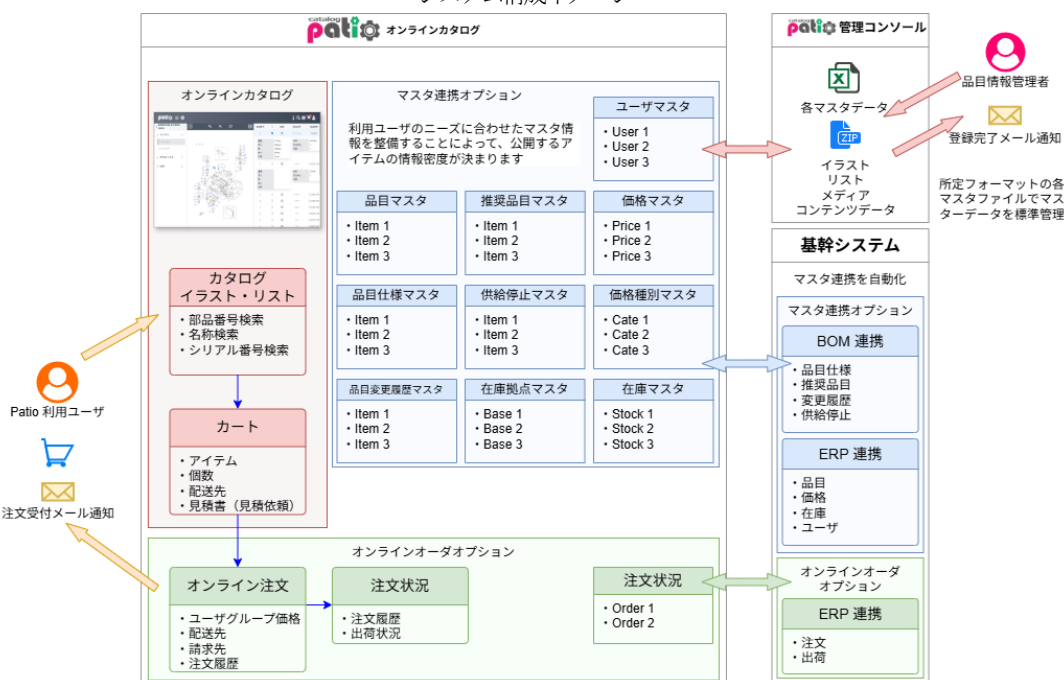 システム構成イメージ
catalog
patio オンラインカタログ
オンラインカタログ
patio
カタログ
イラスト・リスト
・部品番号検索
・名称検索
・シリアル番号検索
カート
・アイテム
・個数
・配送先
・見積書（見積依頼）
マスタ連携オプション
利用ユーザのニーズに合わせたマスタ情
報を整備することによって、公開するア
イテムの情報密度が決まります
ユーザマスタ
・User 1
・User 2
・User 3
品目マスタ
・Item 1
・Item 2
・Item 3
推奨品目マスタ
・Item 1
・Item 2
・Item 3
価格マスタ
・Price 1
・Price 2
・Price 3
品目仕様マスタ
・Item 1
・Item 2
・Item 3
供給停止マスタ
・Item 1
・Item 2
・Item 3
価格種別マスタ
・Cate 1
・Cate 2
・Cate 3
品目変更履歴マスタ
・Item 1
・Item 2
・Item 3
在庫拠点マスタ
・Base 1
・Base 2
・Base 3
在庫マスタ
・Stock 1
・Stock 2
・Stock 3
オンラインオーダオプション
オンライン注文
・ユーザグループ価格
・配送先
・請求先
・注文履歴
注文状況
・注文履歴
・出荷状況
注文状況
・Order 1
・Order 2
Patio 利用ユーザ
注文受付メール通知
catalog
patio 管理コンソール
X
各マスタデータ
ZIP
イラスト
リスト
メディア
コンテンツデータ
品目情報管理者
登録完了メール通知
所定フォーマットの各
マスタファイルでマス
ターデータを標準管理
基幹システム
マスタ連携を自動化
マスタ連携オプション
BOM 連携
・品目仕様
・推奨品目
・変更履歴
・供給停止
ERP 連携
・品目
・価格
・在庫
・ユーザ
オンラインオーダ
オプション
ERP 連携
・注文
・出荷